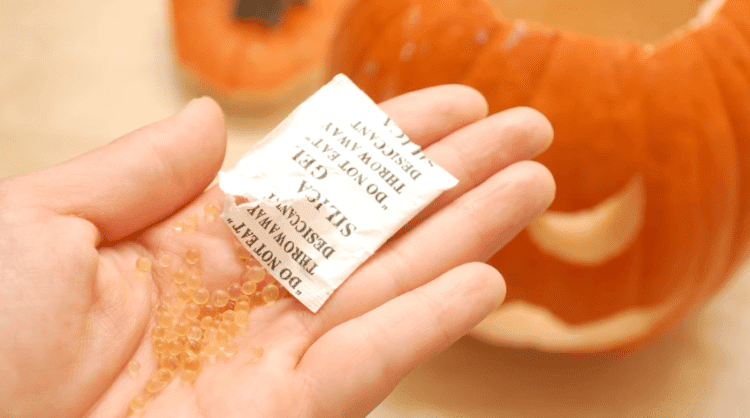 "DO NOT EAT"
THROW AWAY
DESICCANT
SILICA GEL
"DO NOT EAT"
THROW AWAY
DESICCANT